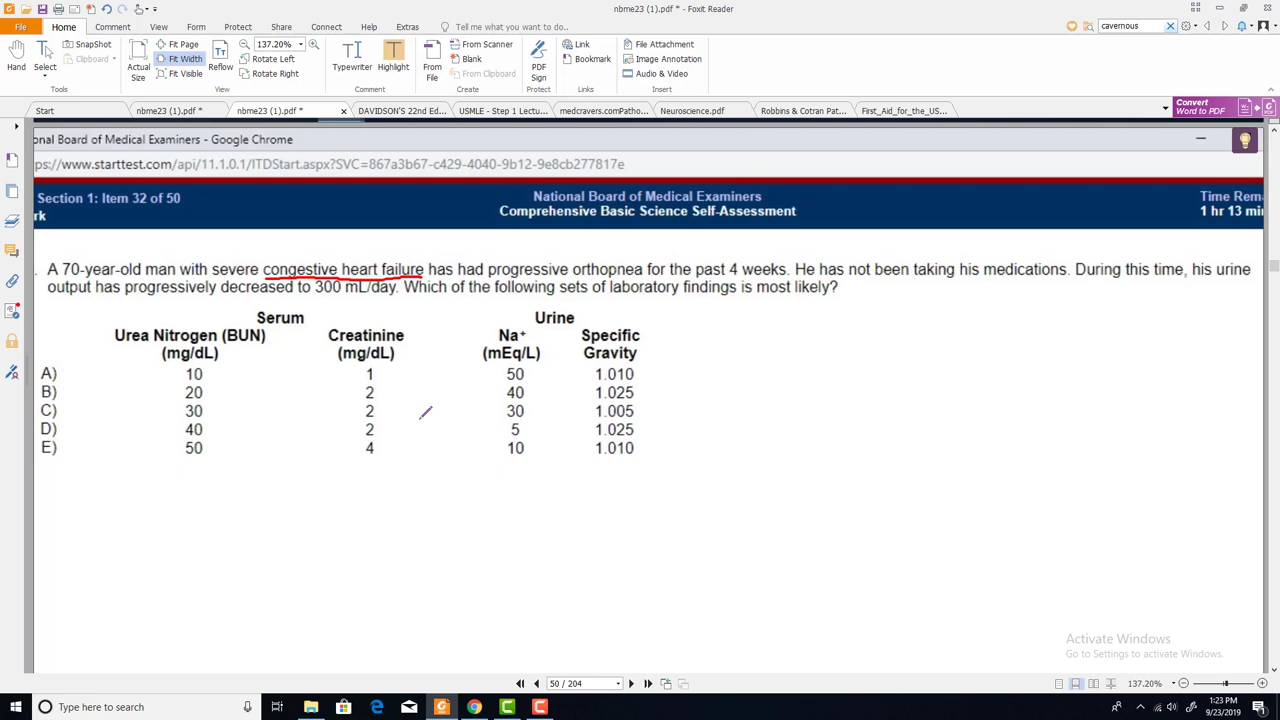 nbme23 (1).pdf * - Foxit Reader
File Home Comment View Form Protect Share Connect Help Extras Tell me what you want to do... cavernous
Hand
Select
SnapShot
Clipboard
Actual
Size
Fit Page
Fit Width
Fit Visible
Reflow
137.20%
Rotate Left
Rotate Right
Typewriter
Highlight
From
File
From Scanner
Blank
From Clipboard
PDF
Sign
Link
Bookmark
File Attachment
Image Annotation
Audio & Video
Tools View Comment Create Protect Links Insert
Start nbme23 (1).pdf * nbme23 (1).pdf * DAVIDSON'S 22nd Ed... USMLE - Step 1 Lectu... medcravers.comPatho... Neuroscience.pdf Robbins & Cotran Pat... First_Aid_for_the_US...
Convert
Word to PDF
onal Board of Medical Examiners - Google Chrome
ps://www.starttest.com/api/11.1.0.1/ITDStart.aspx?SVC=867a3b67-c429-4040-9b12-9e8cb277817e
Section 1: Item 32 of 50 National Board of Medical Examiners Time Rem
rk Comprehensive Basic Science Self-Assessment 1 hr 13 mi
. A 70-year-old man with severe congestive heart failure has had progressive orthopnea for the past 4 weeks. He has not been taking his medications. During this time, his urine
output has progressively decreased to 300 mL/day. Which of the following sets of laboratory findings is most likely?
Serum Urine
Urea Nitrogen (BUN) Creatinine Na+ Specific
(mg/dL) (mg/dL) (mEq/L) Gravity
A) 10 1 50 1.010
B) 20 2 40 1.025
C) 30 2 30 1.005
D) 40 2 5 1.025
E) 50 4 10 1.010
Activate Windows
Go to Settings to activate Windows.
50 / 204 137.20%
Type here to search
1:23 PM
9/23/2019